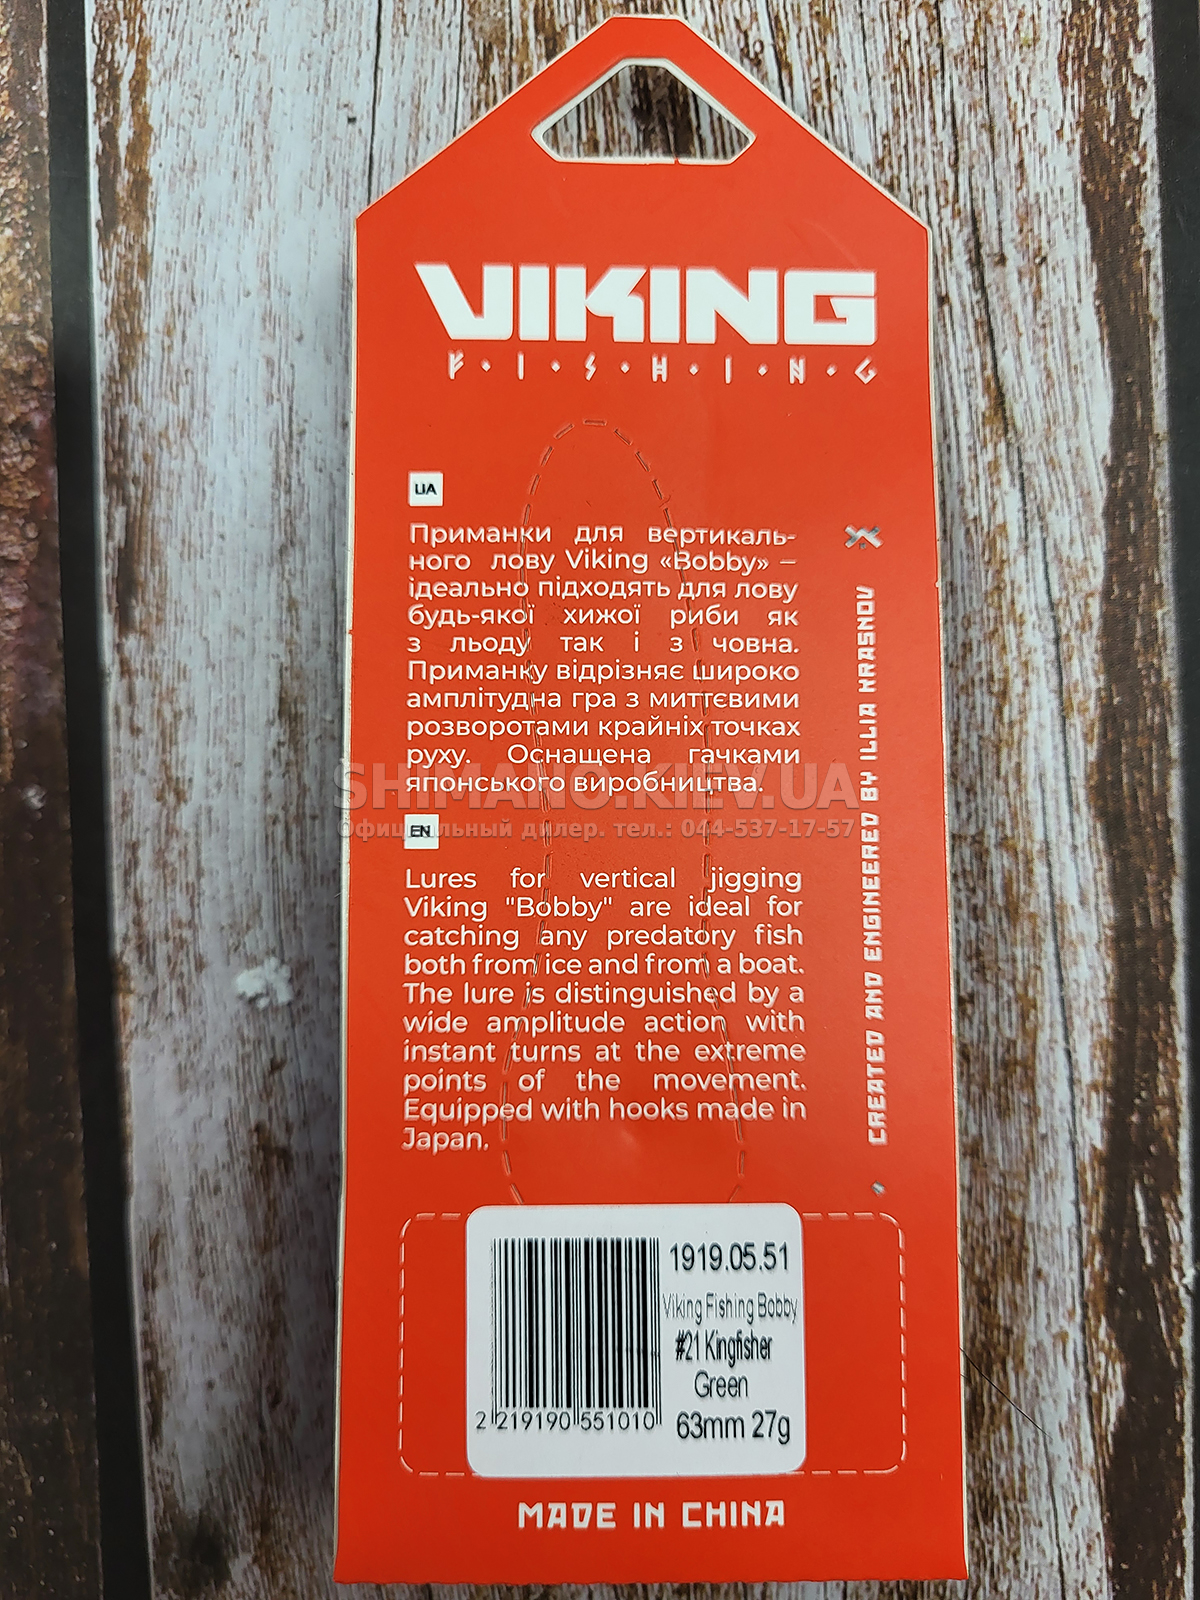 VIKING
F·I·S·H·I·N·G
UA
Приманки для вертикаль-
ного лову Viking «Bobby» –
ідеально підходять для лову
будь-якої хижої риби як
з льоду так і з човна.
Приманку відрізняє широко
амплітудна гра з миттєвими
розворотами крайніх точках
руху. Оснащена гачками
японського виробництва.
SHIMANO.KIEV.UA
Официальный дилер. тел.: 044-537-17-57
EN
Lures for vertical jigging
Viking "Bobby" are ideal for
catching any predatory fish
both from ice and from a boat.
The lure is distinguished by a
wide amplitude action with
instant turns at the extreme
points of the movement.
Equipped with hooks made in
Japan.
CREATED AND ENGINEERED BY ILLIA KRASNOV
1919.05.51
Viking Fishing Bobby
#21 Kingfisher
Green
63mm 27g
2 219190 551010
MADE IN CHINA